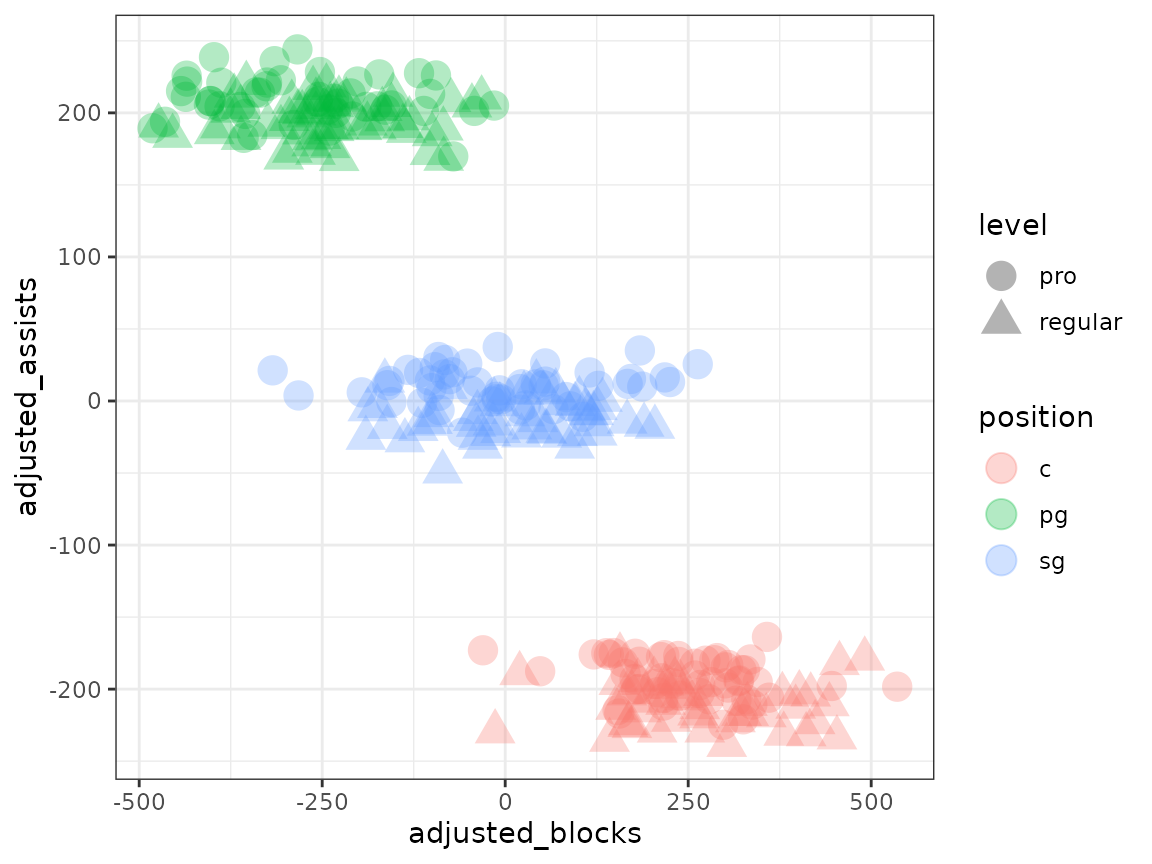 200
100
0
-100
-200
-500
-250
0
250
500
adjusted_blocks
adjusted_assists
level
pro
regular
position
c
pg
sg